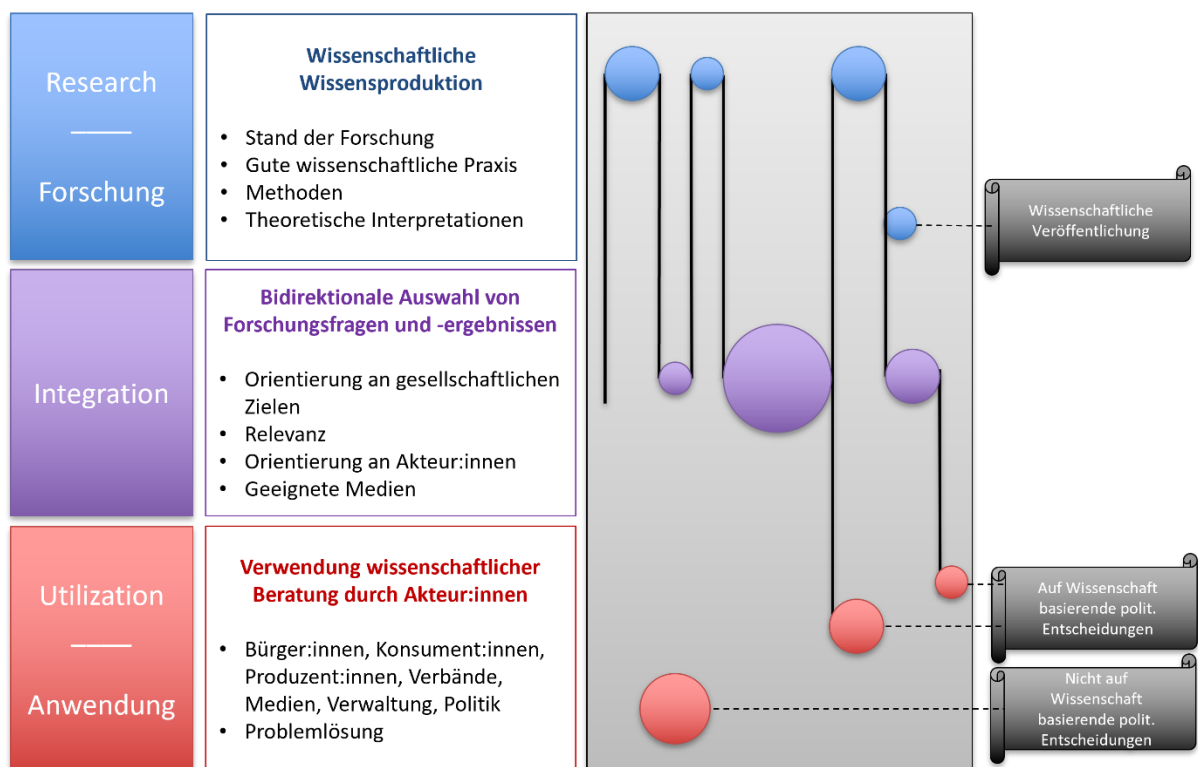 Research
Forschung
Wissenschaftliche
Wissensproduktion
• Stand der Forschung
• Gute wissenschaftliche Praxis
• Methoden
• Theoretische Interpretationen
Wissenschaftliche
Veröffentlichung
Integration
Bidirektionale Auswahl von
Forschungsfragen und -ergebnissen
• Orientierung an gesellschaftlichen
Zielen
• Relevanz
• Orientierung an Akteur:innen
• Geeignete Medien
Utilization
Anwendung
Verwendung wissenschaftlicher
Beratung durch Akteur:innen
• Bürger:innen, Konsument:innen,
Produzent:innen, Verbände,
Medien, Verwaltung, Politik
• Problemlösung
Auf Wissenschaft
basierende polit.
Entscheidungen
Nicht auf
Wissenschaft
basierende polit.
Entscheidungen